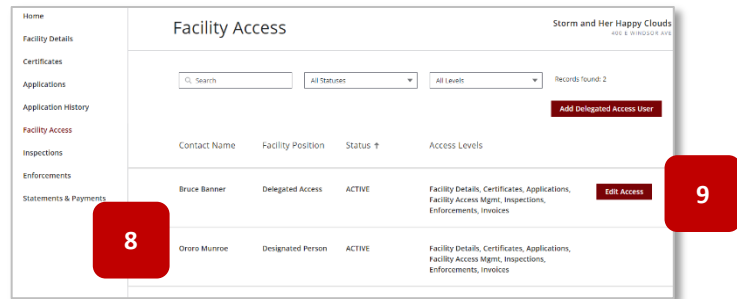 Home
Facility Details
Certificates
Applications
Application History
Facility Access
Inspections
Enforcements
Statements & Payments
Facility Access
Storm and Her Happy Clouds
400 E WINDSOR AVE
Search
All Statuses
All Levels
Records found: 2
Add Delegated Access User
Contact Name Facility Position Status ↑ Access Levels
Bruce Banner Delegated Access ACTIVE Facility Details, Certificates, Applications,
Facility Access Mgmt, Inspections,
Enforcements, Invoices
Edit Access
9
8
Ororo Munroe Designated Person ACTIVE Facility Details, Certificates, Applications,
Facility Access Mgmt, Inspections,
Enforcements, Invoices